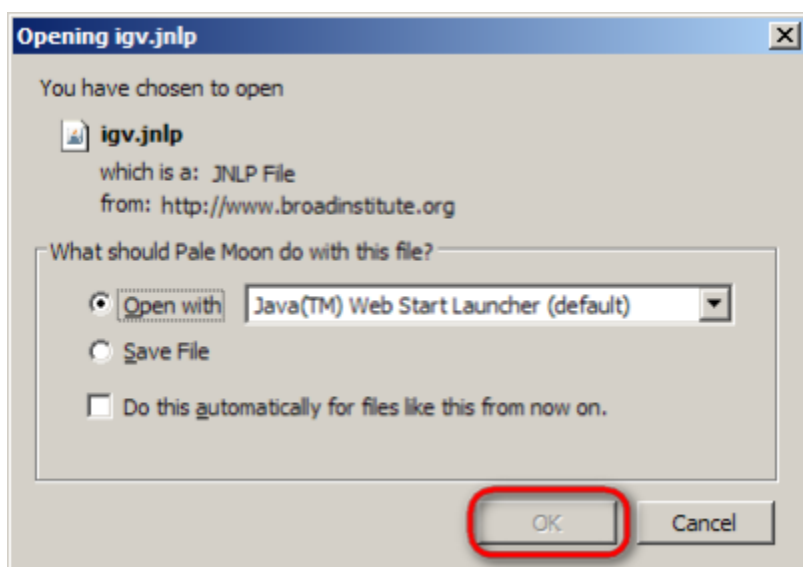 Opening igv.jnlp
You have chosen to open
igv.jnlp
which is a: JNLP File
from: http://www.broadinstitute.org
What should Pale Moon do with this file?
Open with Java(TM) Web Start Launcher (default)
Save File
Do this automatically for files like this from now on.
OK Cancel